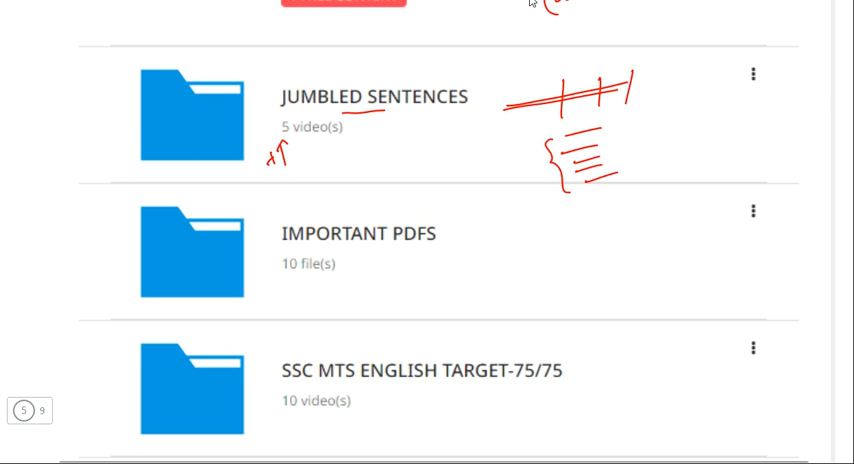 JUMBLED SENTENCES
5 video(s)
IMPORTANT PDFS
10 file(s)
SSC MTS ENGLISH TARGET-75/75
10 video(s)
5 9